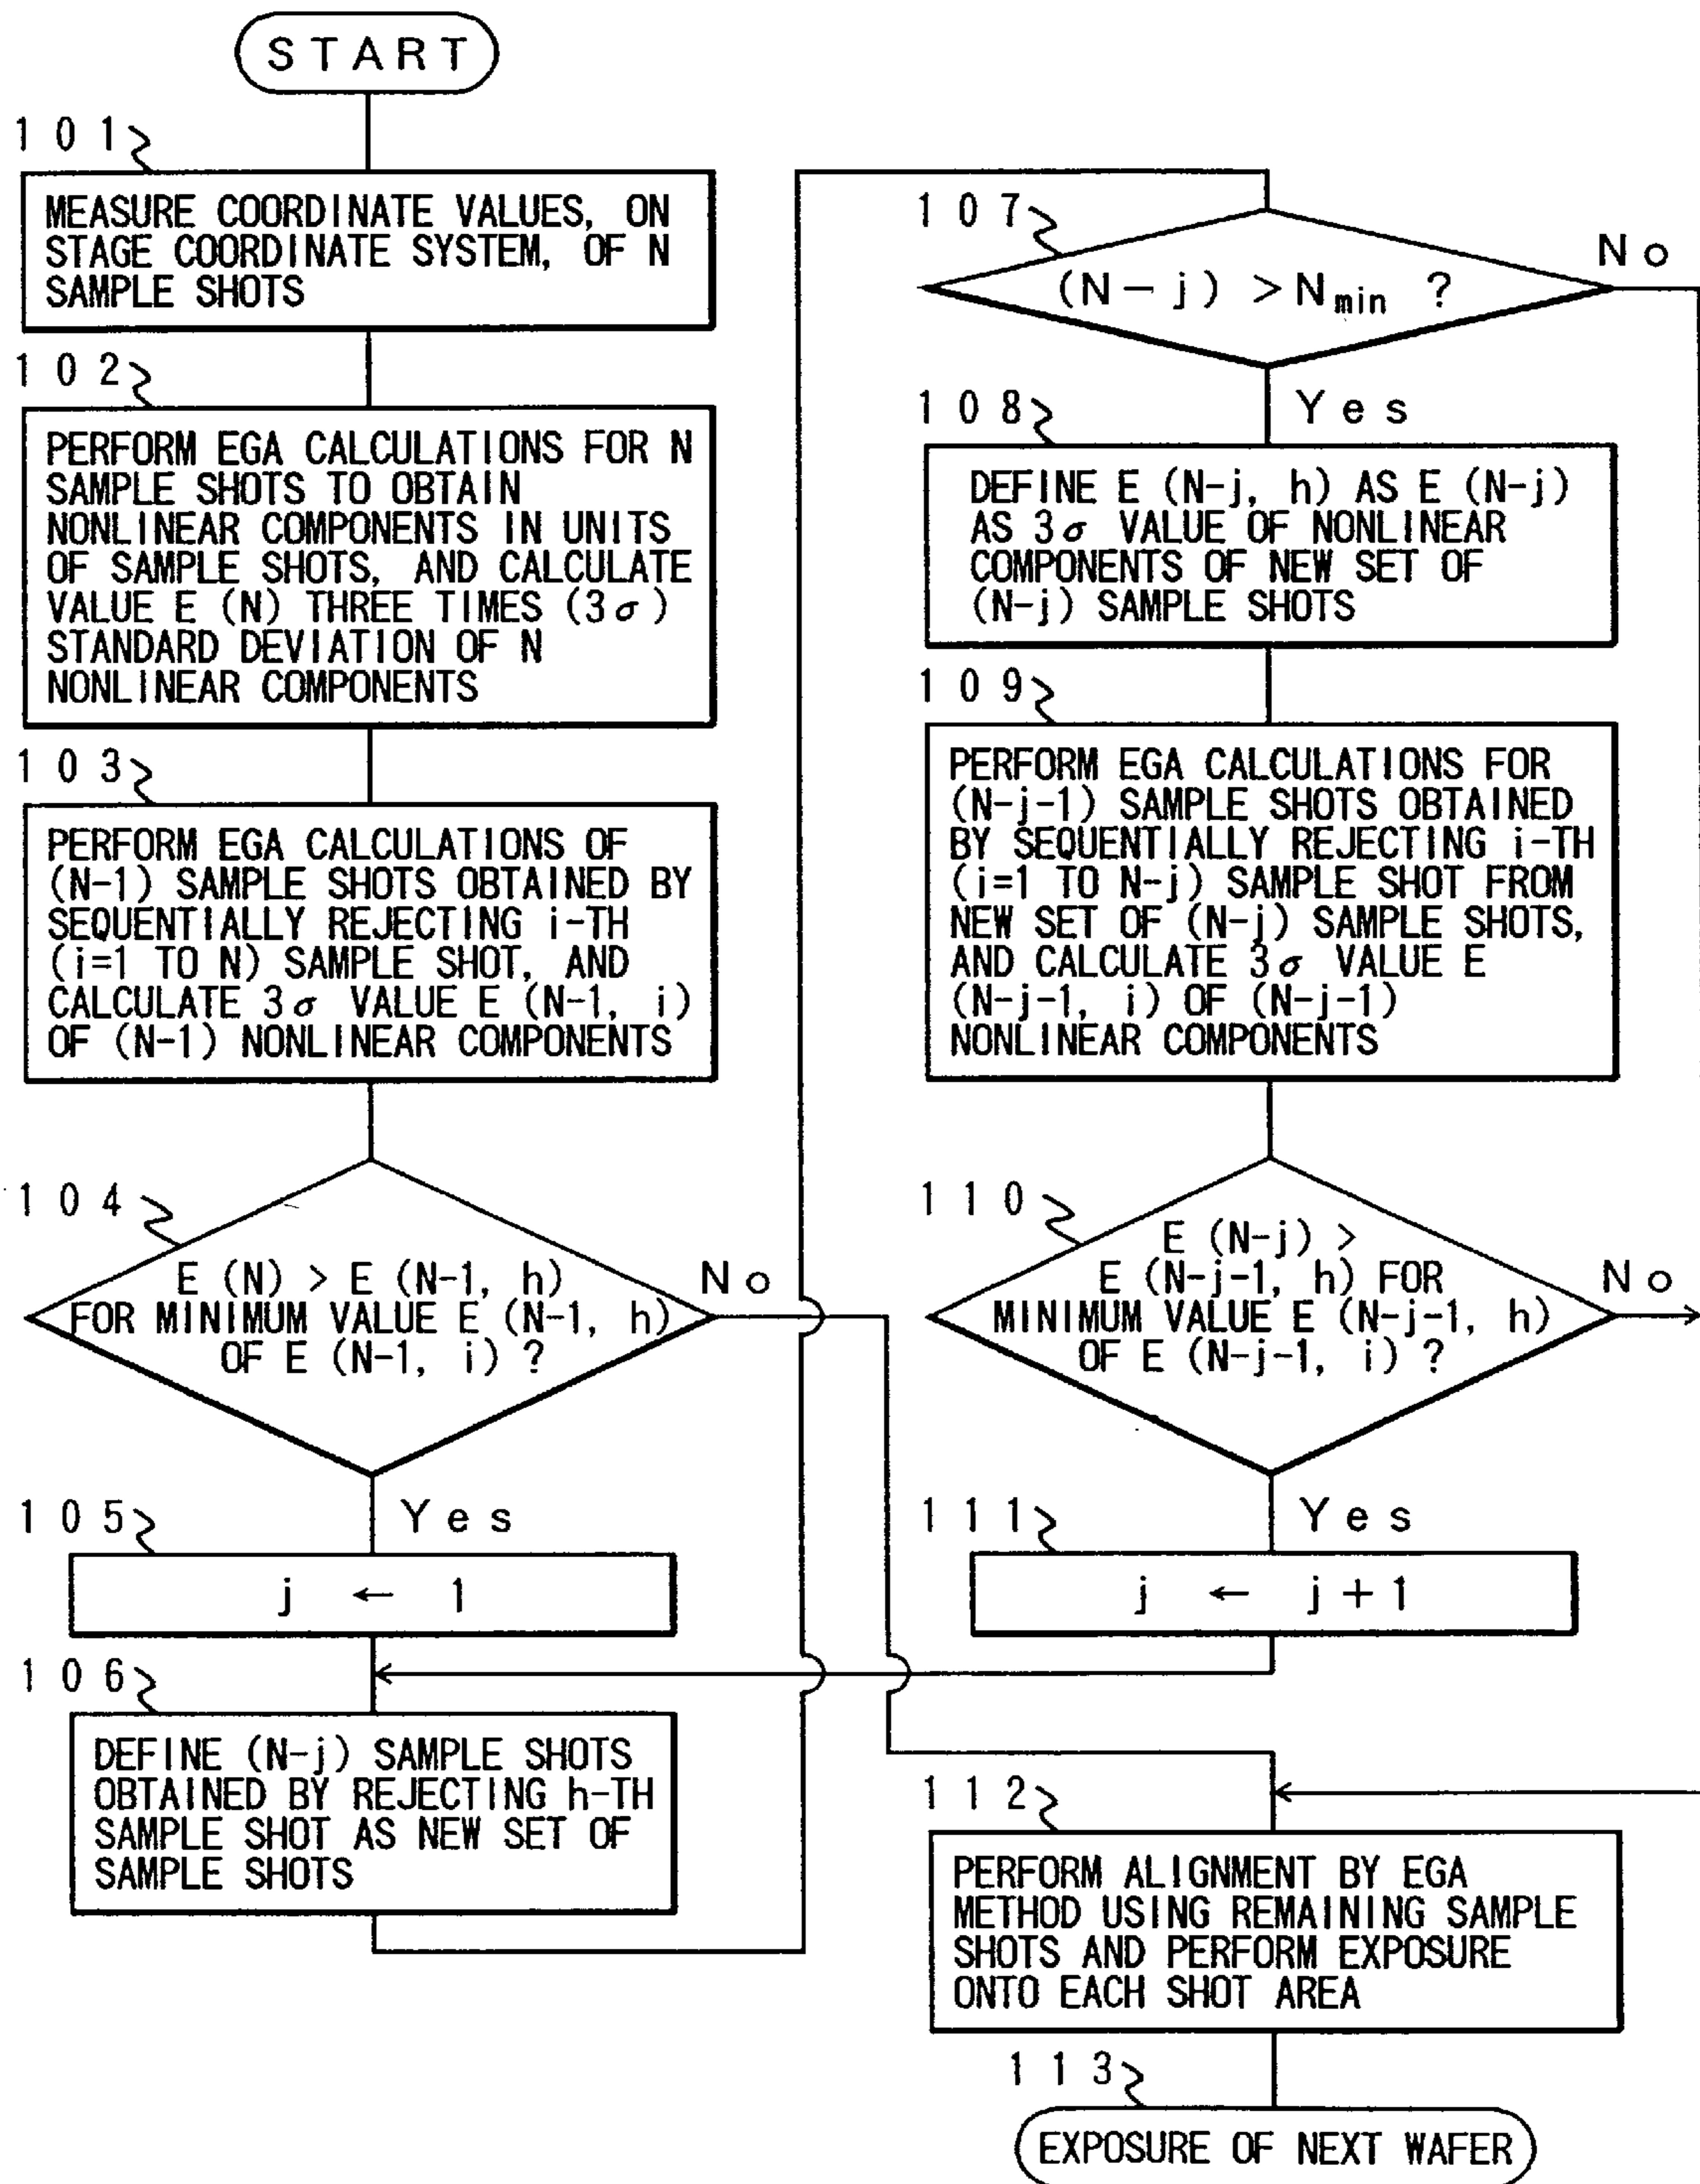 START
101
MEASURE COORDINATE VALUES, ON
STAGE COORDINATE SYSTEM, OF N
SAMPLE SHOTS
102
PERFORM EGA CALCULATIONS FOR N
SAMPLE SHOTS TO OBTAIN
NONLINEAR COMPONENTS IN UNITS
OF SAMPLE SHOTS, AND CALCULATE
VALUE E (N) THREE TIMES (3σ)
STANDARD DEVIATION OF N
NONLINEAR COMPONENTS
103
PERFORM EGA CALCULATIONS OF
(N-1) SAMPLE SHOTS OBTAINED BY
SEQUENTIALLY REJECTING i-TH
(i=1 TO N) SAMPLE SHOT, AND
CALCULATE 3σ VALUE E (N-1, i)
OF (N-1) NONLINEAR COMPONENTS
104
E (N) > E (N-1, h)
FOR MINIMUM VALUE E (N-1, h)
OF E (N-1, i) ?
No
Yes
105
j ← 1
106
DEFINE (N-j) SAMPLE SHOTS
OBTAINED BY REJECTING h-TH
SAMPLE SHOT AS NEW SET OF
SAMPLE SHOTS
107
(N-j) > Nmin ?
No
Yes
108
DEFINE E (N-j, h) AS E (N-j)
AS 3σ VALUE OF NONLINEAR
COMPONENTS OF NEW SET OF
(N-j) SAMPLE SHOTS
109
PERFORM EGA CALCULATIONS FOR
(N-j-1) SAMPLE SHOTS OBTAINED
BY SEQUENTIALLY REJECTING i-TH
(i=1 TO N-j) SAMPLE SHOT FROM
NEW SET OF (N-j) SAMPLE SHOTS,
AND CALCULATE 3σ VALUE E
(N-j-1, i) OF (N-j-1)
NONLINEAR COMPONENTS
110
E (N-j) >
E (N-j-1, h) FOR
MINIMUM VALUE E (N-j-1, h)
OF E (N-j-1, i) ?
No
Yes
111
j ← j+1
112
PERFORM ALIGNMENT BY EGA
METHOD USING REMAINING SAMPLE
SHOTS AND PERFORM EXPOSURE
ONTO EACH SHOT AREA
113
EXPOSURE OF NEXT WAFER